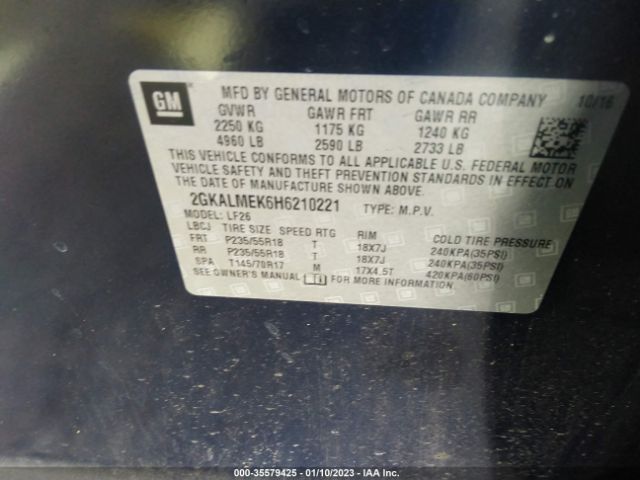 GM
MFD BY GENERAL MOTORS OF CANADA COMPANY 10/16
GVWR GAWR FRT GAWR RR
2250 KG 1175 KG 1240 KG
4960 LB 2590 LB 2733 LB
THIS VEHICLE CONFORMS TO ALL APPLICABLE U.S. FEDERAL MOTOR
VEHICLE SAFETY AND THEFT PREVENTION STANDARDS IN EFFECT ON
THE DATE OF MANUFACTURE SHOWN ABOVE.
2GKALMEK6H6210221 TYPE: M.P.V.
MODEL: LF26
LBCJ TIRE SIZE SPEED RTG RIM COLD TIRE PRESSURE
FRT P235/55R18 T 18X7J 240KPA(35PSI)
RR P235/55R18 T 18X7J 240KPA(35PSI)
SPA T145/70R17 M 17X4.5T 420KPA(60PSI)
SEE OWNER'S MANUAL FOR MORE INFORMATION
000-35579425 - 01/10/2023 - IAA Inc.